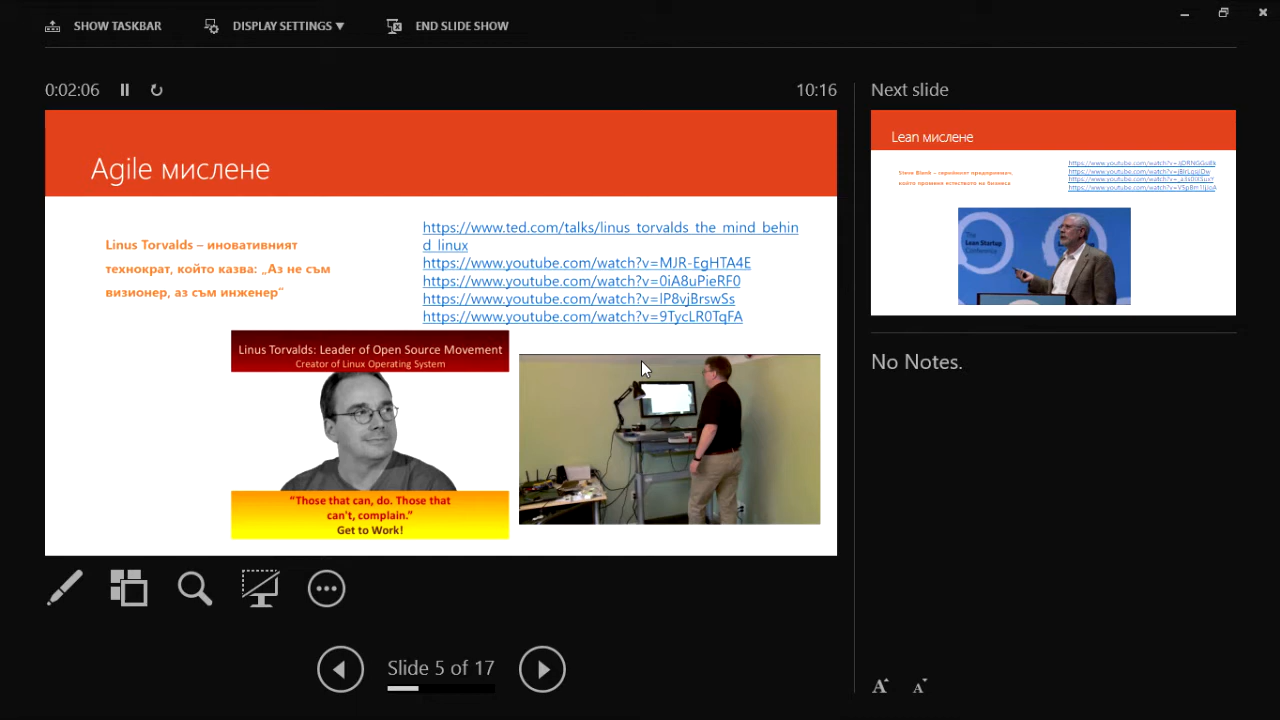 SHOW TASKBAR
DISPLAY SETTINGS ▼
END SLIDE SHOW
0:02:06
10:16
Agile мислене
Linus Torvalds – иновативният
технократ, който казва: „Аз не съм
визионер, аз съм инженер“
https://www.ted.com/talks/linus_torvalds_the_mind_behin
d_linux
https://www.youtube.com/watch?v=MJR-EgHTA4E
https://www.youtube.com/watch?v=0iA8uPieRF0
https://www.youtube.com/watch?v=lP8vjBrswSs
https://www.youtube.com/watch?v=9TycLR0TqFA
Linus Torvalds: Leader of Open Source Movement
Creator of Linux Operating System
“Those that can, do. Those that
can't, complain.”
Get to Work!
Slide 5 of 17
Next slide
Lean мислене
Steve Blank – серийният предприемач,
който променя естеството на бизнеса
The
Lean Startup
Conference
No Notes.
A A